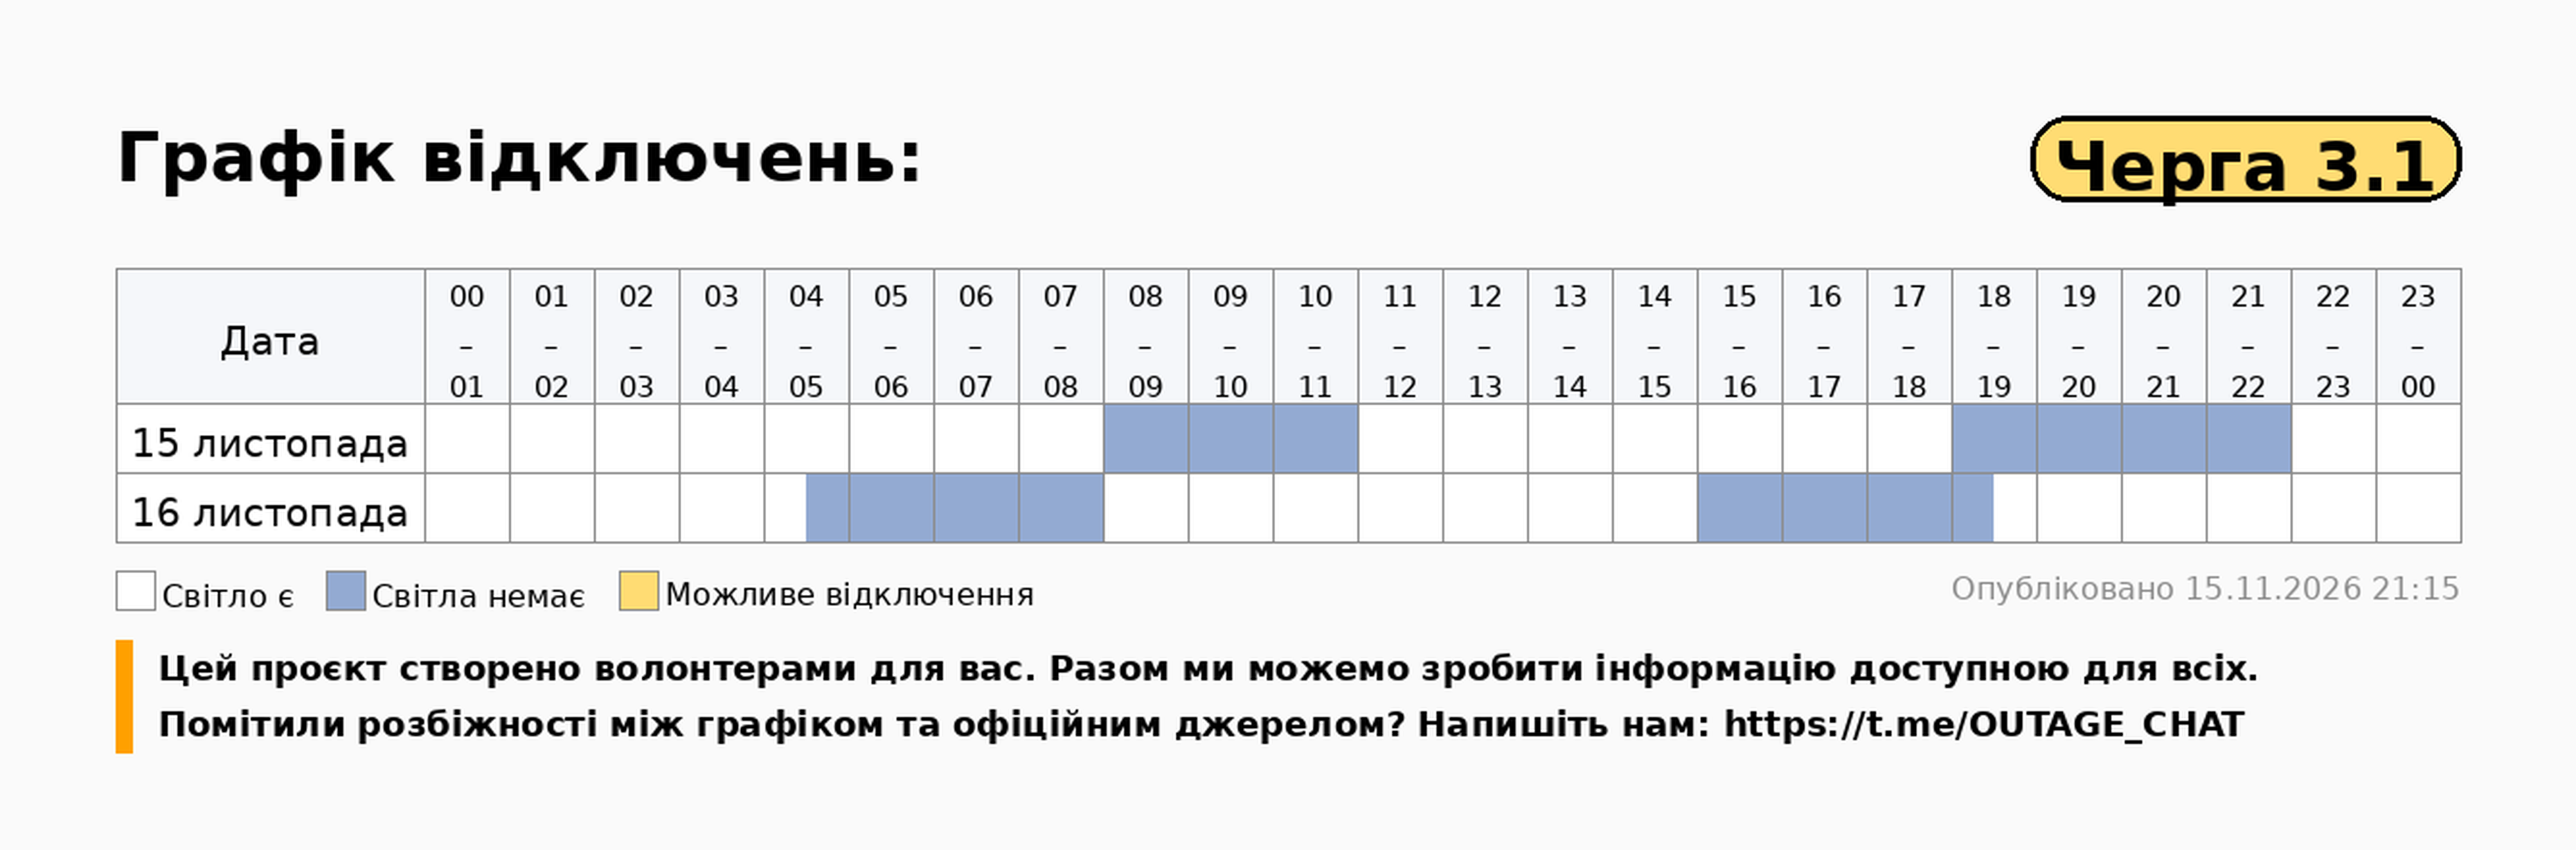 Графік відключень:
Черга 3.1
Дата 00 – 01 01 – 02 02 – 03 03 – 04 04 – 05 05 – 06 06 – 07 07 – 08 08 – 09 09 – 10 10 – 11 11 – 12 12 – 13 13 – 14 14 – 15 15 – 16 16 – 17 17 – 18 18 – 19 19 – 20 20 – 21 21 – 22 22 – 23 23 – 00
15 листопада
16 листопада
Світло є Світла немає Можливе відключення
Опубліковано 15.11.2026 21:15
Цей проєкт створено волонтерами для вас. Разом ми можемо зробити інформацію доступною для всіх.
Помітили розбіжності між графіком та офіційним джерелом? Напишіть нам: https://t.me/OUTAGE_CHAT